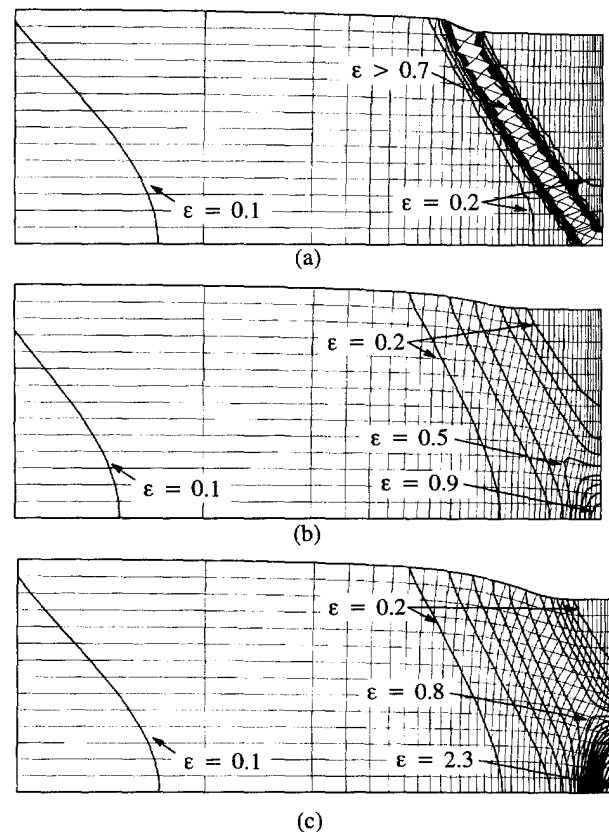 ε > 0.7
ε = 0.1
ε = 0.2
(a)
ε = 0.2
ε = 0.5
ε = 0.1
ε = 0.9
(b)
ε = 0.2
ε = 0.8
ε = 0.1
ε = 2.3
(c)